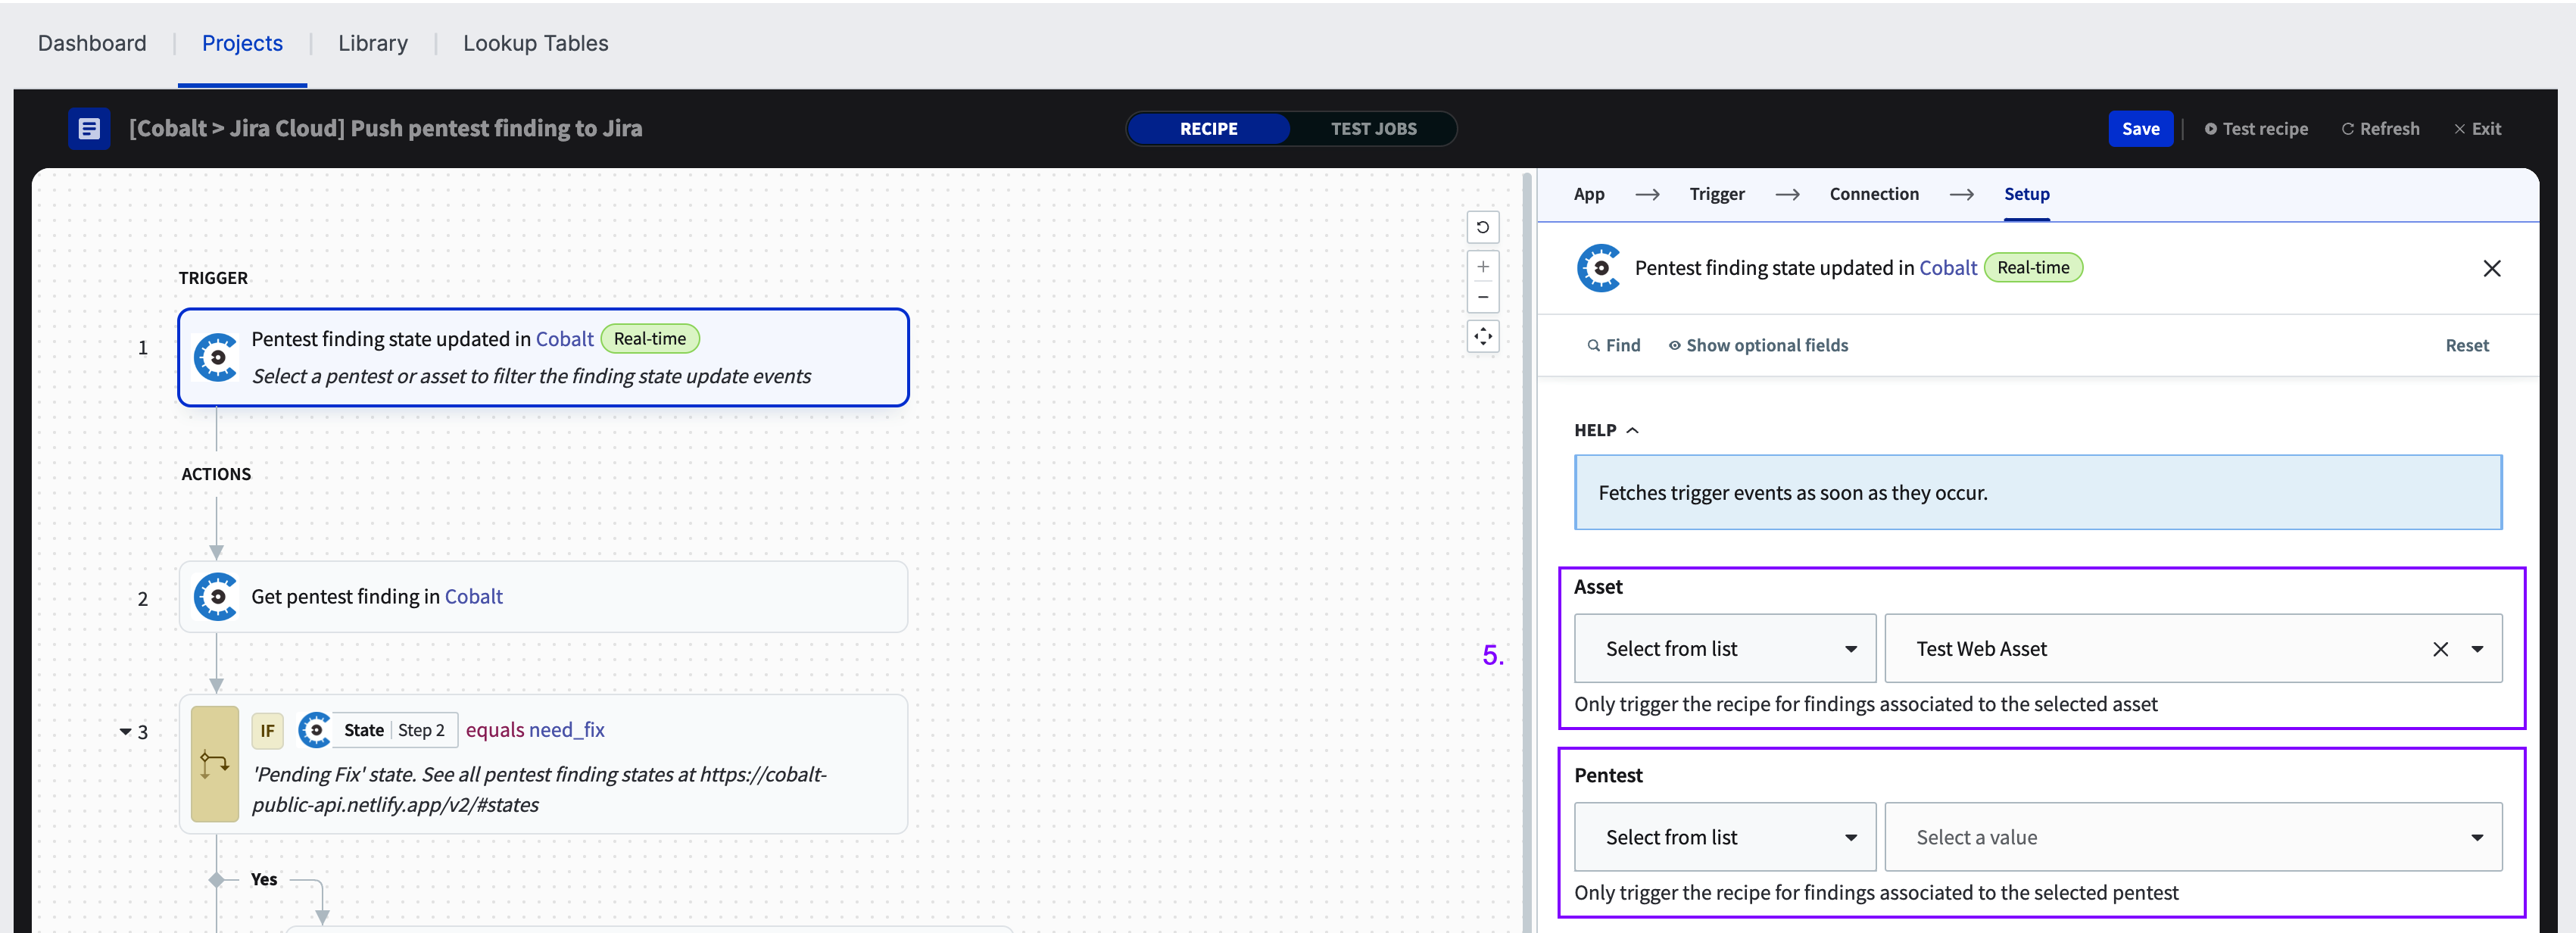 Dashboard | Projects | Library | Lookup Tables
[Cobalt > Jira Cloud] Push pentest finding to Jira
RECIPE
TEST JOBS
Save | Test recipe
Refresh
Exit
TRIGGER
1
Pentest finding state updated in Cobalt Real-time
Select a pentest or asset to filter the finding state update events
ACTIONS
2
Get pentest finding in Cobalt
3
IF State | Step 2 equals need_fix
'Pending Fix' state. See all pentest finding states at https://cobalt-
public-api.netlify.app/v2/#states
Yes
App → Trigger → Connection → Setup
Pentest finding state updated in Cobalt Real-time
Find
Show optional fields
Reset
HELP
Fetches trigger events as soon as they occur.
5.
Asset
Select from list
Test Web Asset
Only trigger the recipe for findings associated to the selected asset
Pentest
Select from list
Select a value
Only trigger the recipe for findings associated to the selected pentest